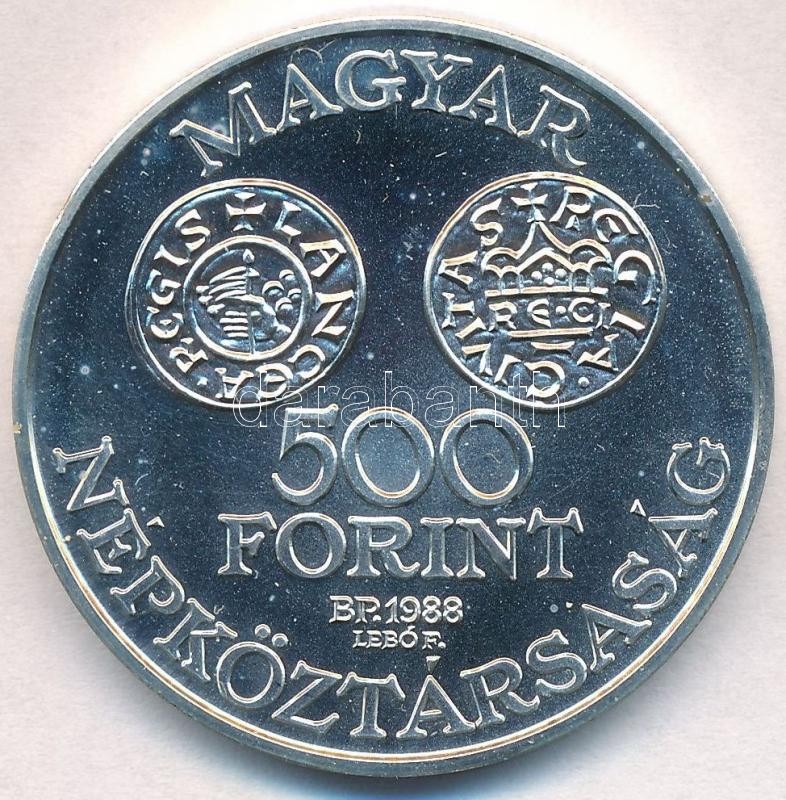 MAGYAR
✠ LANCEA·REGIS
✠ REGIA·CIVITAS
REGI
500
FORINT
BP.1988
LEBÓ F.
NÉPKÖZTÁRSASÁG
darabanth